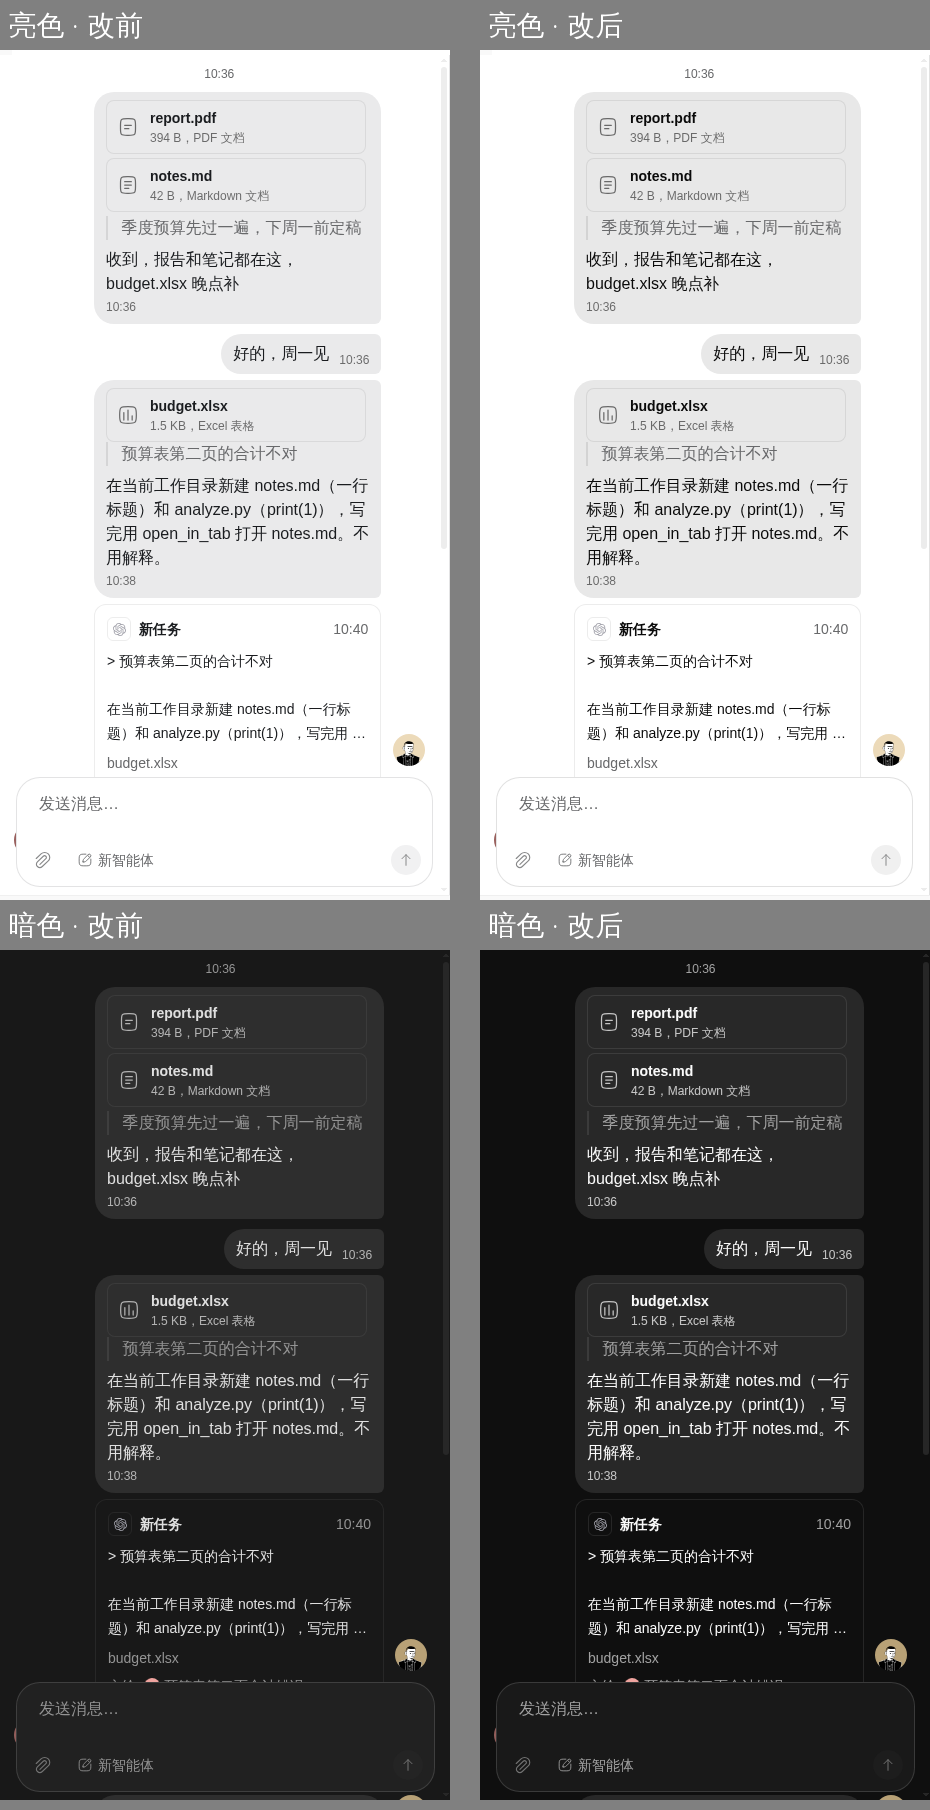 亮色 · 改前
10:36
report.pdf
394 B，PDF 文档
notes.md
42 B，Markdown 文档
季度预算先过一遍，下周一前定稿
收到，报告和笔记都在这，
budget.xlsx 晚点补
10:36
好的，周一见 10:36
budget.xlsx
1.5 KB，Excel 表格
预算表第二页的合计不对
在当前工作目录新建 notes.md（一行
标题）和 analyze.py（print(1)），写
完用 open_in_tab 打开 notes.md。不
用解释。
10:38
新任务 10:40
> 预算表第二页的合计不对
在当前工作目录新建 notes.md（一行标
题）和 analyze.py（print(1)），写完用 …
budget.xlsx
发送消息…
新智能体
亮色 · 改后
10:36
report.pdf
394 B，PDF 文档
notes.md
42 B，Markdown 文档
季度预算先过一遍，下周一前定稿
收到，报告和笔记都在这，
budget.xlsx 晚点补
10:36
好的，周一见 10:36
budget.xlsx
1.5 KB，Excel 表格
预算表第二页的合计不对
在当前工作目录新建 notes.md（一行
标题）和 analyze.py（print(1)），写
完用 open_in_tab 打开 notes.md。不
用解释。
10:38
新任务 10:40
> 预算表第二页的合计不对
在当前工作目录新建 notes.md（一行标
题）和 analyze.py（print(1)），写完用 …
budget.xlsx
发送消息…
新智能体
暗色 · 改前
10:36
report.pdf
394 B，PDF 文档
notes.md
42 B，Markdown 文档
季度预算先过一遍，下周一前定稿
收到，报告和笔记都在这，
budget.xlsx 晚点补
10:36
好的，周一见 10:36
budget.xlsx
1.5 KB，Excel 表格
预算表第二页的合计不对
在当前工作目录新建 notes.md（一行
标题）和 analyze.py（print(1)），写
完用 open_in_tab 打开 notes.md。不
用解释。
10:38
新任务 10:40
> 预算表第二页的合计不对
在当前工作目录新建 notes.md（一行标
题）和 analyze.py（print(1)），写完用 …
budget.xlsx
发送消息…
新智能体
暗色 · 改后
10:36
report.pdf
394 B，PDF 文档
notes.md
42 B，Markdown 文档
季度预算先过一遍，下周一前定稿
收到，报告和笔记都在这，
budget.xlsx 晚点补
10:36
好的，周一见 10:36
budget.xlsx
1.5 KB，Excel 表格
预算表第二页的合计不对
在当前工作目录新建 notes.md（一行
标题）和 analyze.py（print(1)），写
完用 open_in_tab 打开 notes.md。不
用解释。
10:38
新任务 10:40
> 预算表第二页的合计不对
在当前工作目录新建 notes.md（一行标
题）和 analyze.py（print(1)），写完用 …
budget.xlsx
发送消息…
新智能体